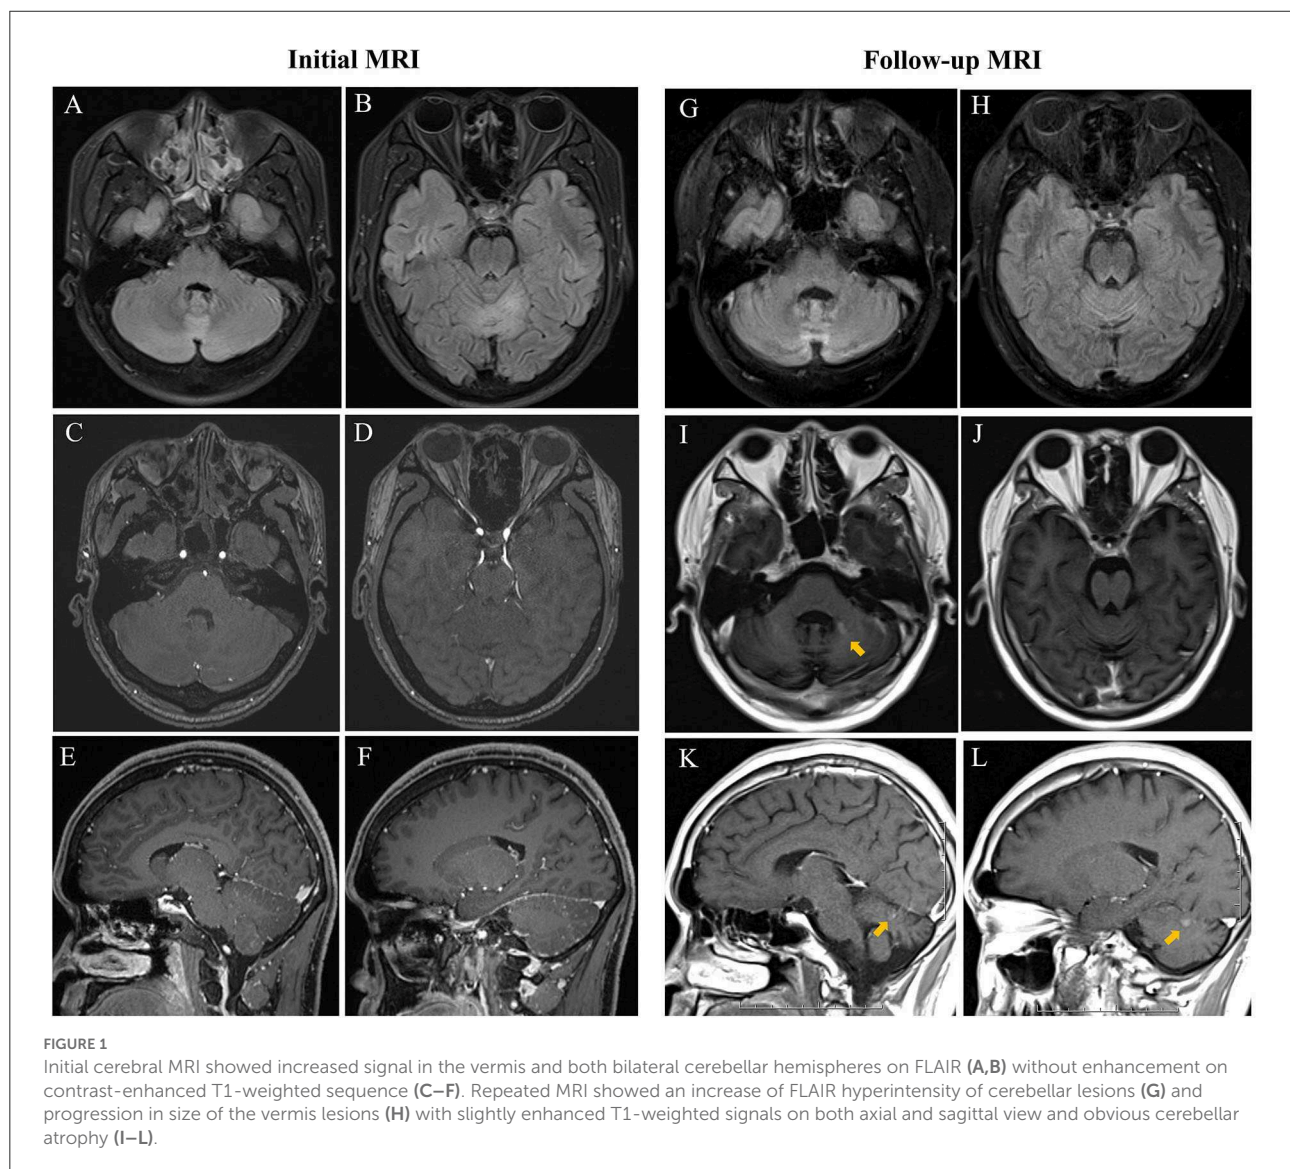 Initial MRI
Follow-up MRI
A
B
G
H
C
D
I
J
E
F
K
L
FIGURE 1
Initial cerebral MRI showed increased signal in the vermis and both bilateral cerebellar hemispheres on FLAIR (A,B) without enhancement on
contrast-enhanced T1-weighted sequence (C–F). Repeated MRI showed an increase of FLAIR hyperintensity of cerebellar lesions (G) and
progression in size of the vermis lesions (H) with slightly enhanced T1-weighted signals on both axial and sagittal view and obvious cerebellar
atrophy (I–L).